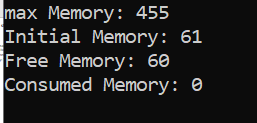 max Memory: 455
Initial Memory: 61
Free Memory: 60
Consumed Memory: 0